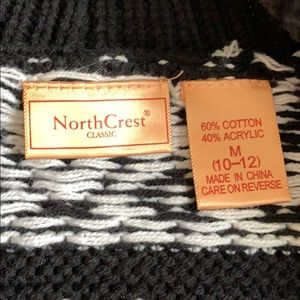 NorthCrest®
CLASSIC
60% COTTON
40% ACRYLIC
M
(10-12)
MADE IN CHINA
CARE ON REVERSE